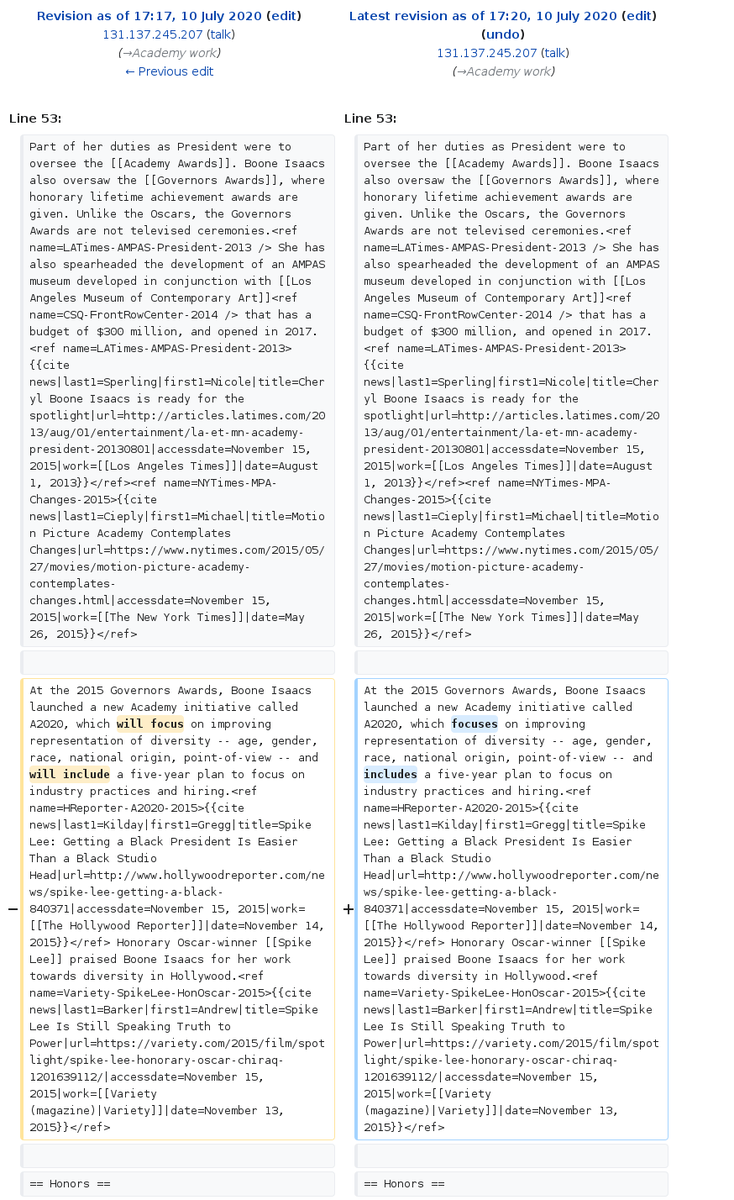 Revision as of 17:17, 10 July 2020 (edit)
131.137.245.207 (talk)
(→Academy work)
← Previous edit
Latest revision as of 17:20, 10 July 2020 (edit)
(undo)
131.137.245.207 (talk)
(→Academy work)
Line 53:
Part of her duties as President were to
oversee the [[Academy Awards]]. Boone Isaacs
also oversaw the [[Governors Awards]], where
honorary lifetime achievement awards are
given. Unlike the Oscars, the Governors
Awards are not televised ceremonies.<ref
name=LATimes-AMPAS-President-2013 /> She has
also spearheaded the development of an AMPAS
museum developed in conjunction with [[Los
Angeles Museum of Contemporary Art]]<ref
name=CSQ-FrontRowCenter-2014 /> that has a
budget of $300 million, and opened in 2017.
<ref name=LATimes-AMPAS-President-2013>
{{cite
news|last1=Sperling|first1=Nicole|title=Cher
yl Boone Isaacs is ready for the
spotlight|url=http://articles.latimes.com/20
13/aug/01/entertainment/la-et-mn-academy-
president-20130801|accessdate=November 15,
2015|work=[[Los Angeles Times]]|date=August
1, 2013}}</ref><ref name=NYTimes-MPA-
Changes-2015>{{cite
news|last1=Cieply|first1=Michael|title=Motio
n Picture Academy Contemplates
Changes|url=https://www.nytimes.com/2015/05/
27/movies/motion-picture-academy-
contemplates-
changes.html|accessdate=November 15,
2015|work=[[The New York Times]]|date=May
26, 2015}}</ref>
−
At the 2015 Governors Awards, Boone Isaacs
launched a new Academy initiative called
A2020, which will focus on improving
representation of diversity -- age, gender,
race, national origin, point-of-view -- and
will include a five-year plan to focus on
industry practices and hiring.<ref
name=HReporter-A2020-2015>{{cite
news|last1=Kilday|first1=Gregg|title=Spike
Lee: Getting a Black President Is Easier
Than a Black Studio
Head|url=http://www.hollywoodreporter.com/ne
ws/spike-lee-getting-a-black-
840371|accessdate=November 15, 2015|work=
[[The Hollywood Reporter]]|date=November 14,
2015}}</ref> Honorary Oscar-winner [[Spike
Lee]] praised Boone Isaacs for her work
towards diversity in Hollywood.<ref
name=Variety-SpikeLee-HonOscar-2015>{{cite
news|last1=Barker|first1=Andrew|title=Spike
Lee Is Still Speaking Truth to
Power|url=https://variety.com/2015/film/spot
light/spike-lee-honorary-oscar-chiraq-
1201639112/|accessdate=November 15,
2015|work=[[Variety
(magazine)|Variety]]|date=November 13,
2015}}</ref>
== Honors ==
Line 53:
Part of her duties as President were to
oversee the [[Academy Awards]]. Boone Isaacs
also oversaw the [[Governors Awards]], where
honorary lifetime achievement awards are
given. Unlike the Oscars, the Governors
Awards are not televised ceremonies.<ref
name=LATimes-AMPAS-President-2013 /> She has
also spearheaded the development of an AMPAS
museum developed in conjunction with [[Los
Angeles Museum of Contemporary Art]]<ref
name=CSQ-FrontRowCenter-2014 /> that has a
budget of $300 million, and opened in 2017.
<ref name=LATimes-AMPAS-President-2013>
{{cite
news|last1=Sperling|first1=Nicole|title=Cher
yl Boone Isaacs is ready for the
spotlight|url=http://articles.latimes.com/20
13/aug/01/entertainment/la-et-mn-academy-
president-20130801|accessdate=November 15,
2015|work=[[Los Angeles Times]]|date=August
1, 2013}}</ref><ref name=NYTimes-MPA-
Changes-2015>{{cite
news|last1=Cieply|first1=Michael|title=Motio
n Picture Academy Contemplates
Changes|url=https://www.nytimes.com/2015/05/
27/movies/motion-picture-academy-
contemplates-
changes.html|accessdate=November 15,
2015|work=[[The New York Times]]|date=May
26, 2015}}</ref>
+
At the 2015 Governors Awards, Boone Isaacs
launched a new Academy initiative called
A2020, which focuses on improving
representation of diversity -- age, gender,
race, national origin, point-of-view -- and
includes a five-year plan to focus on
industry practices and hiring.<ref
name=HReporter-A2020-2015>{{cite
news|last1=Kilday|first1=Gregg|title=Spike
Lee: Getting a Black President Is Easier
Than a Black Studio
Head|url=http://www.hollywoodreporter.com/ne
ws/spike-lee-getting-a-black-
840371|accessdate=November 15, 2015|work=
[[The Hollywood Reporter]]|date=November 14,
2015}}</ref> Honorary Oscar-winner [[Spike
Lee]] praised Boone Isaacs for her work
towards diversity in Hollywood.<ref
name=Variety-SpikeLee-HonOscar-2015>{{cite
news|last1=Barker|first1=Andrew|title=Spike
Lee Is Still Speaking Truth to
Power|url=https://variety.com/2015/film/spot
light/spike-lee-honorary-oscar-chiraq-
1201639112/|accessdate=November 15,
2015|work=[[Variety
(magazine)|Variety]]|date=November 13,
2015}}</ref>
== Honors ==